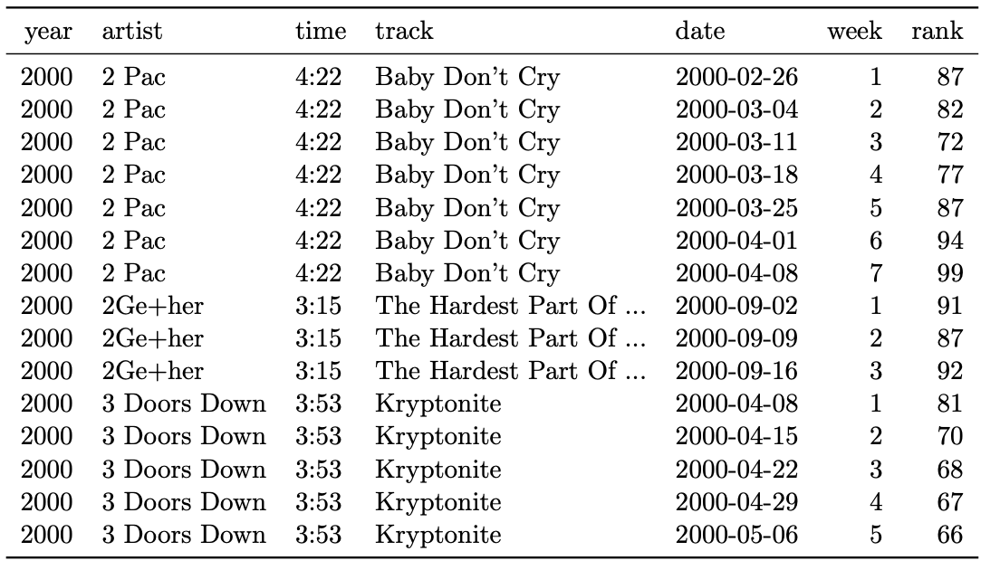 year artist time track date week rank
2000 2 Pac 4:22 Baby Don’t Cry 2000-02-26 1 87
2000 2 Pac 4:22 Baby Don’t Cry 2000-03-04 2 82
2000 2 Pac 4:22 Baby Don’t Cry 2000-03-11 3 72
2000 2 Pac 4:22 Baby Don’t Cry 2000-03-18 4 77
2000 2 Pac 4:22 Baby Don’t Cry 2000-03-25 5 87
2000 2 Pac 4:22 Baby Don’t Cry 2000-04-01 6 94
2000 2 Pac 4:22 Baby Don’t Cry 2000-04-08 7 99
2000 2Ge+her 3:15 The Hardest Part Of ... 2000-09-02 1 91
2000 2Ge+her 3:15 The Hardest Part Of ... 2000-09-09 2 87
2000 2Ge+her 3:15 The Hardest Part Of ... 2000-09-16 3 92
2000 3 Doors Down 3:53 Kryptonite 2000-04-08 1 81
2000 3 Doors Down 3:53 Kryptonite 2000-04-15 2 70
2000 3 Doors Down 3:53 Kryptonite 2000-04-22 3 68
2000 3 Doors Down 3:53 Kryptonite 2000-04-29 4 67
2000 3 Doors Down 3:53 Kryptonite 2000-05-06 5 66